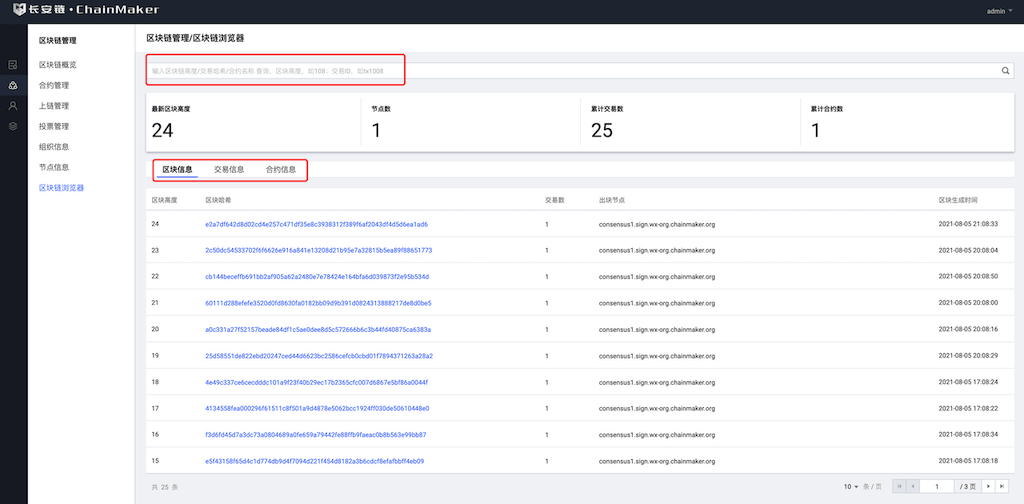 长安链·ChainMaker
admin
区块链管理
区块链概览
合约管理
上链管理
投票管理
组织信息
节点信息
区块链浏览器
区块链管理/区块链浏览器
输入区块链高度/交易哈希/合约名称 查询，区块高度，如108；交易ID，如tx1008
最新区块高度 节点数 累计交易数 累计合约数
24 1 25 1
区块信息 交易信息 合约信息
区块高度 区块哈希 交易数 出块节点 区块生成时间
24 e2a7df642d8d02cd4e257c471df35e8c3938312f389f6af2043df4d5d6ea1ad6 1 consensus1.sign.wx-org.chainmaker.org 2021-08-05 21:08:33
23 2c50dc54533702f6f6626e916a841e13208d21b95e7a32815b5ea89f88651773 1 consensus1.sign.wx-org.chainmaker.org 2021-08-05 20:08:04
22 cb144beceffb691bb2af905a62a2480e7e78424e164bfa6d039873f2e95b534d 1 consensus1.sign.wx-org.chainmaker.org 2021-08-05 20:08:50
21 60111d288efefe3520d0fd8630fa0182bb09d9b391d0824313888217de8d0be5 1 consensus1.sign.wx-org.chainmaker.org 2021-08-05 20:08:00
20 a0c331a27f52157beade84df1c5ae0dee8d5c572666b6c3b44fd40875ca6383a 1 consensus1.sign.wx-org.chainmaker.org 2021-08-05 20:08:16
19 25d58551de822ebd20247ced44d6623bc2586cefcb0cbd01f7894371263a28a2 1 consensus1.sign.wx-org.chainmaker.org 2021-08-05 20:08:29
18 4e49c337ce6cecdddc101a9f23f40b29ec17b2365cfc007d6867e5bf86a0044f 1 consensus1.sign.wx-org.chainmaker.org 2021-08-05 17:08:24
17 4134558fea000296f61511c8f501a9d4878e5062bcc1924ff030de50610448e0 1 consensus1.sign.wx-org.chainmaker.org 2021-08-05 17:08:22
16 f3d6fd45d7a3dc73a0804689a0fe659a79442fe88ffb9faeac0b8b563e99bb87 1 consensus1.sign.wx-org.chainmaker.org 2021-08-05 17:08:34
15 e5f43158f65d4c1d774db9d4f7094d221f454d8182a3b6cdcf8efafbbff4eb09 1 consensus1.sign.wx-org.chainmaker.org 2021-08-05 17:08:18
共 25 条 10 条 / 页 1 / 3 页